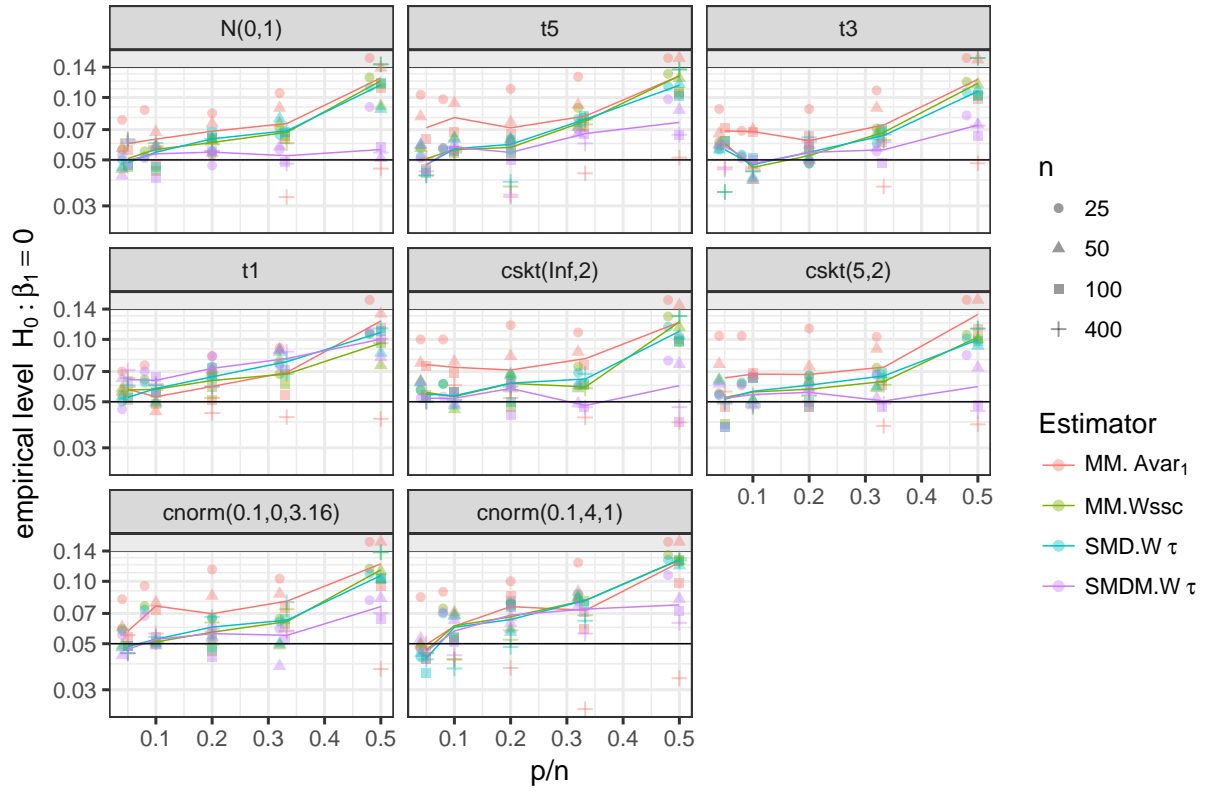 N(0,1) t5 t3
0.14
0.10
0.07
0.05
0.03
t1 cskt(Inf,2) cskt(5,2)
0.14
0.10
0.07
0.05
0.03
0.1 0.2 0.3 0.4 0.5
cnorm(0.1,0,3.16) cnorm(0.1,4,1)
0.14
0.10
0.07
0.05
0.03
0.1 0.2 0.3 0.4 0.5 0.1 0.2 0.3 0.4 0.5
p/n
empirical level H₀ : β₁ = 0
n
25
50
100
400
Estimator
MM. Avar₁
MM.Wssc
SMD.W τ
SMDM.W τ